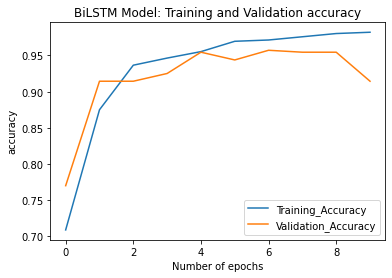 BiLSTM Model: Training and Validation accuracy
accuracy
0.95
0.90
0.85
0.80
0.75
0.70
Training_Accuracy
Validation_Accuracy
0 2 4 6 8
Number of epochs